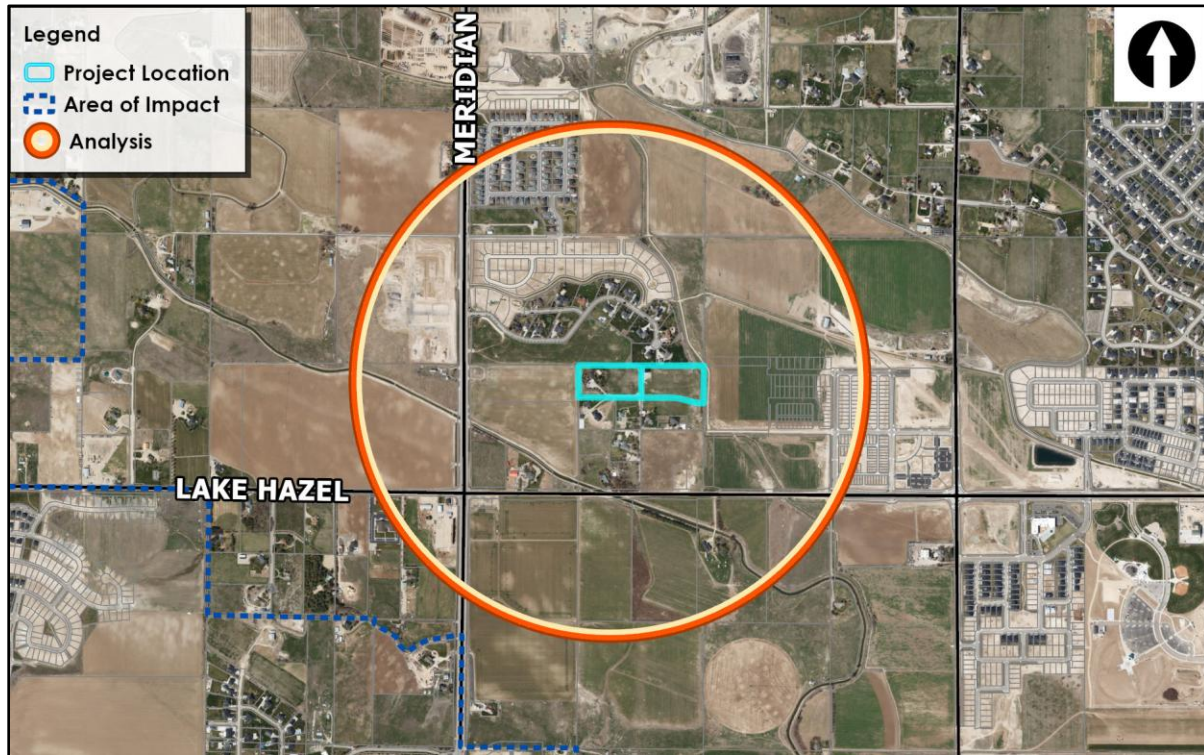 Legend
Project Location
Area of Impact
Analysis
MERIDIAN
LAKE HAZEL